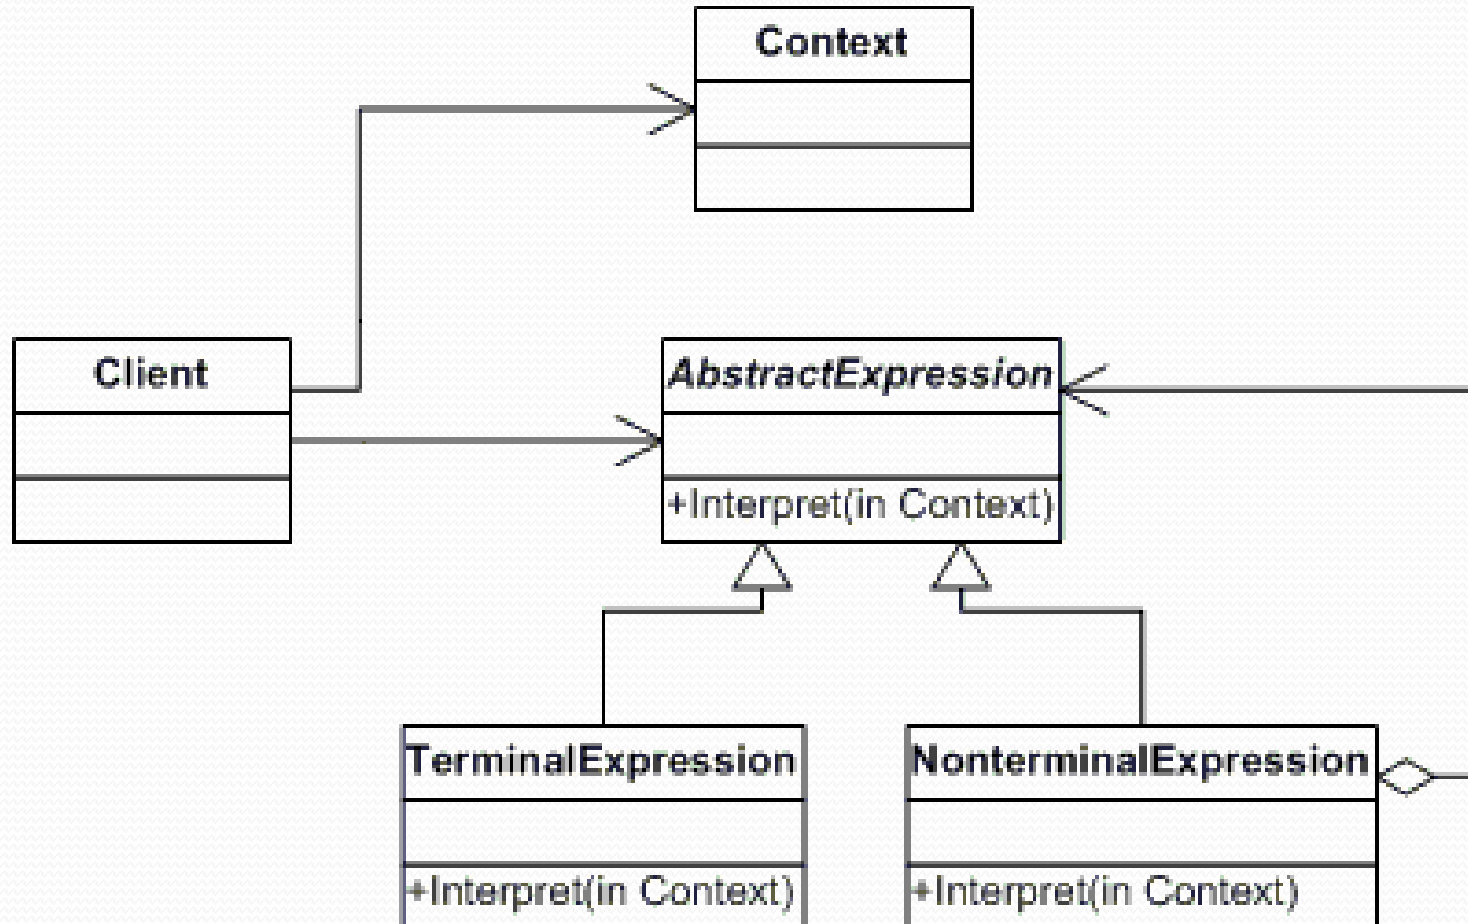 Context
Client
AbstractExpression
+Interpret(in Context)
TerminalExpression
NonterminalExpression
+Interpret(in Context)
+Interpret(in Context)